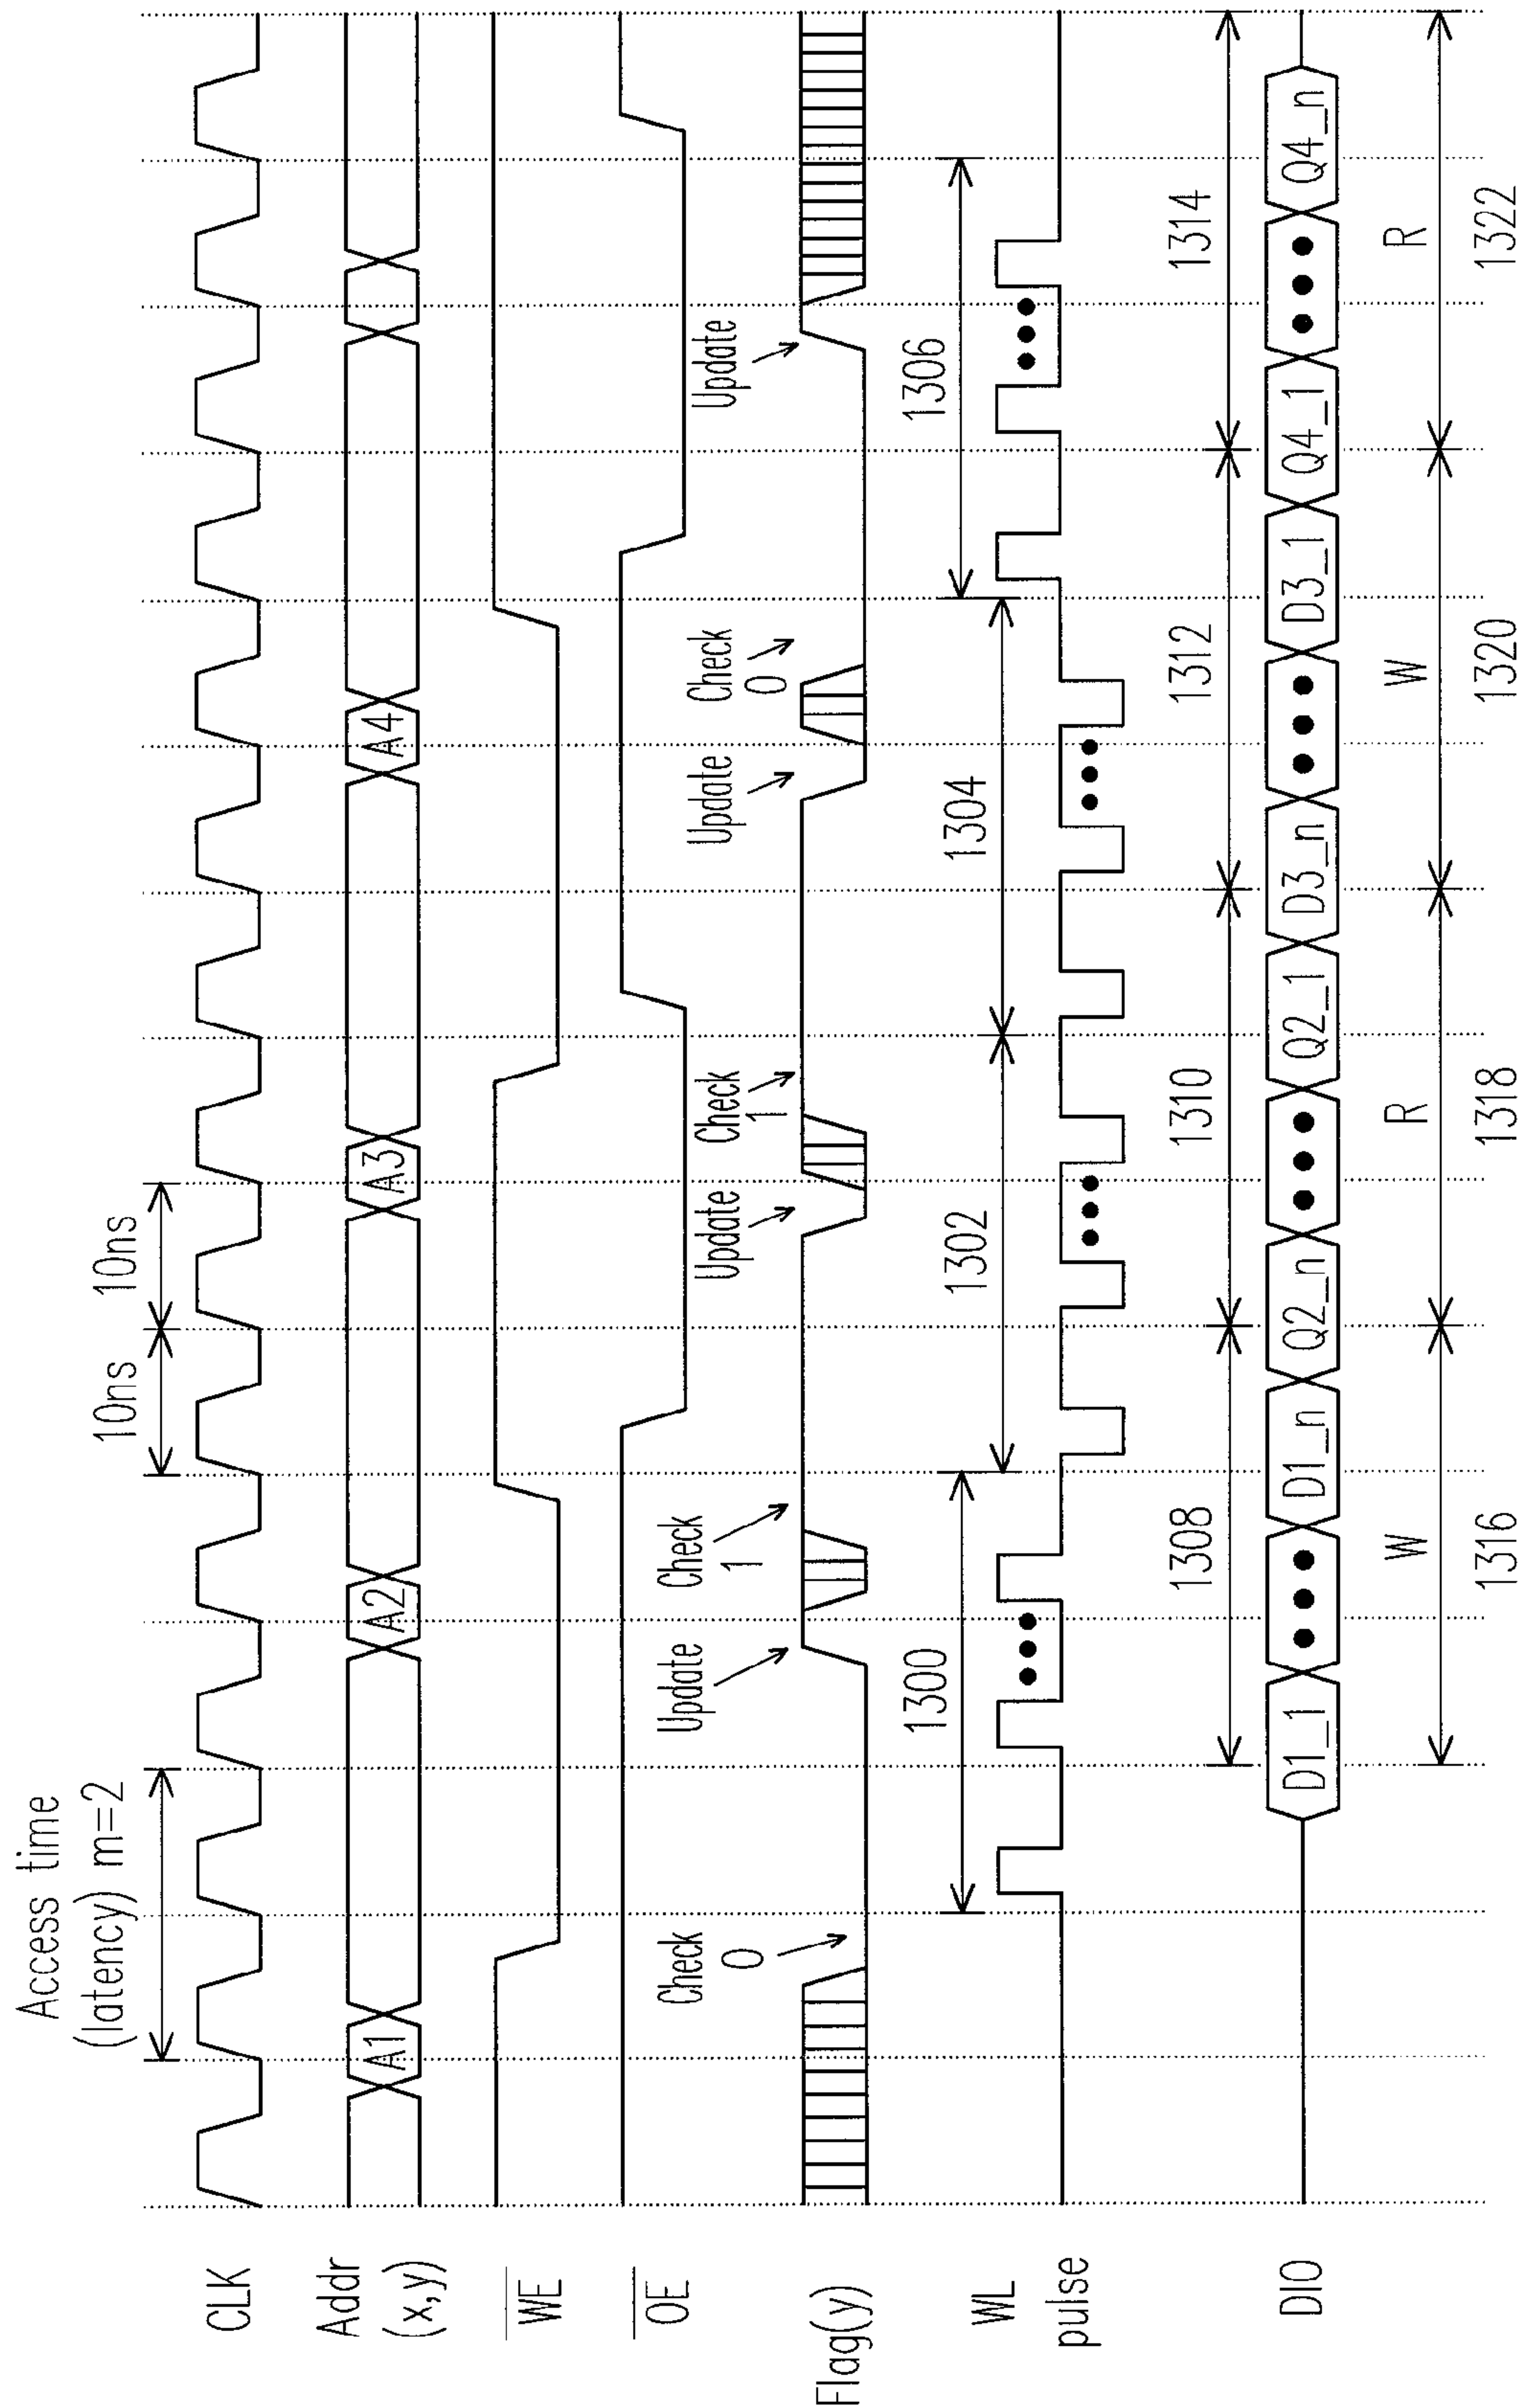 Access time
(latency) m=2
10ns
10ns
CLK
Addr
(x,y)
A1
A2
A3
A4
W̅E̅
O̅E̅
Check
0
Update
Check
1
Update
Check
1
Update
Check
0
Update
Flag(y)
1300
1302
1304
1306
WL
pulse
1308
1310
1312
1314
DIO
D1_1
•••
D1_n
Q2_n
•••
Q2_1
D3_n
•••
D3_1
Q4_1
•••
Q4_n
W
R
W
R
1316
1318
1320
1322